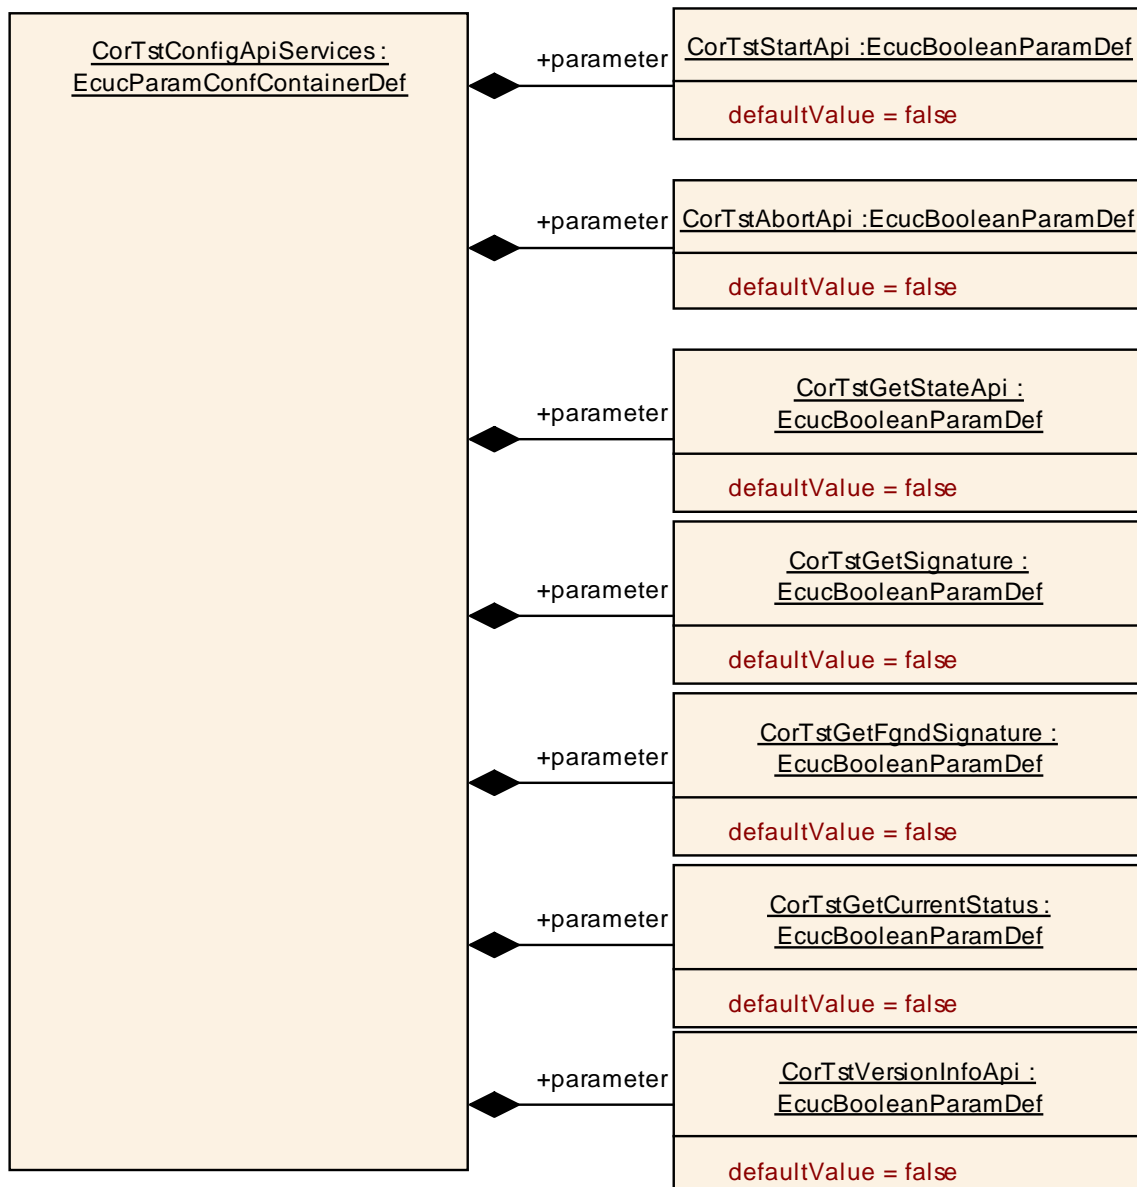 CorTstConfigApiServices :
EcucParamConfContainerDef
+parameter
CorTstStartApi :EcucBooleanParamDef
defaultValue = false
+parameter
CorTstAbortApi :EcucBooleanParamDef
defaultValue = false
+parameter
CorTstGetStateApi :
EcucBooleanParamDef
defaultValue = false
+parameter
CorTstGetSignature :
EcucBooleanParamDef
defaultValue = false
+parameter
CorTstGetFgndSignature :
EcucBooleanParamDef
defaultValue = false
+parameter
CorTstGetCurrentStatus :
EcucBooleanParamDef
defaultValue = false
+parameter
CorTstVersionInfoApi :
EcucBooleanParamDef
defaultValue = false